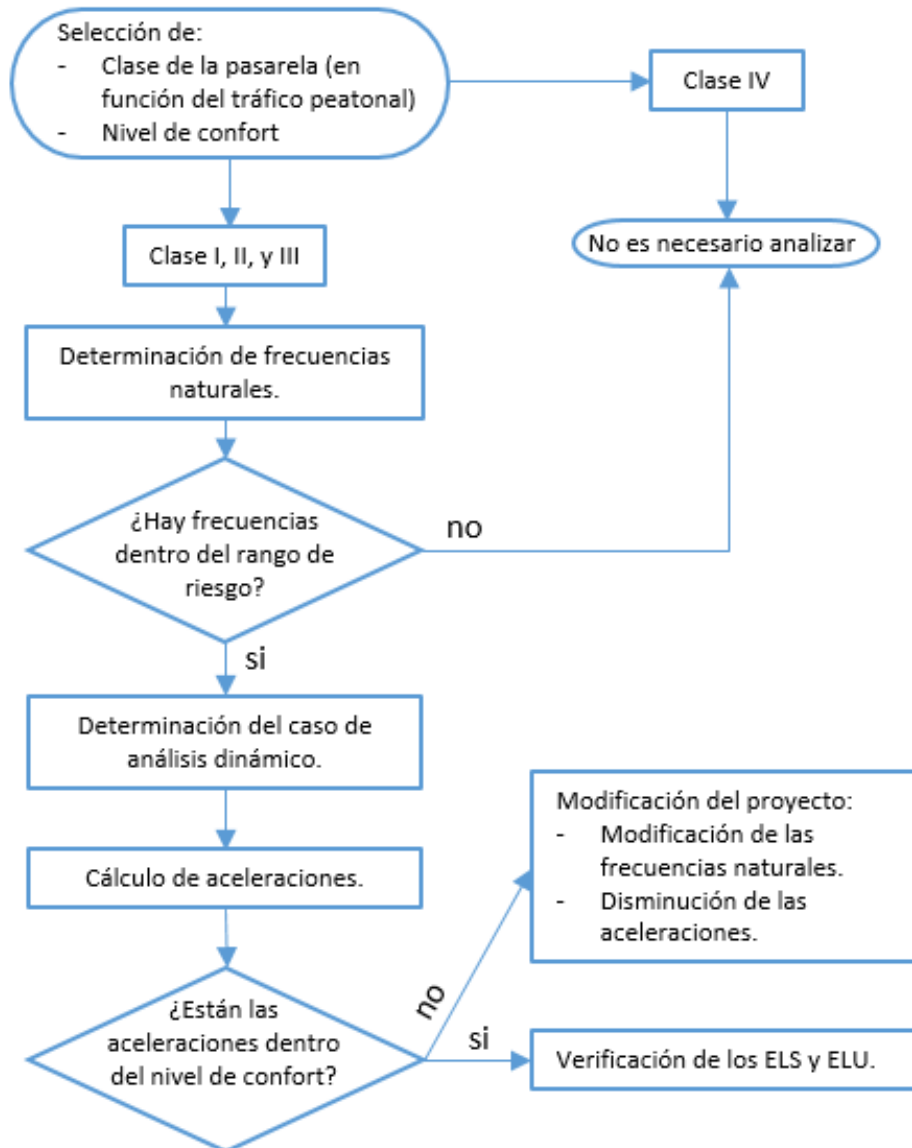 Selección de:
- Clase de la pasarela (en
función del tráfico peatonal)
- Nivel de confort
Clase IV
No es necesario analizar
Clase I, II, y III
Determinación de frecuencias
naturales.
¿Hay frecuencias
dentro del rango de
riesgo?
no
si
Determinación del caso de
análisis dinámico.
Cálculo de aceleraciones.
¿Están las
aceleraciones dentro
del nivel de confort?
no
Modificación del proyecto:
- Modificación de las
frecuencias naturales.
- Disminución de las
aceleraciones.
si
Verificación de los ELS y ELU.